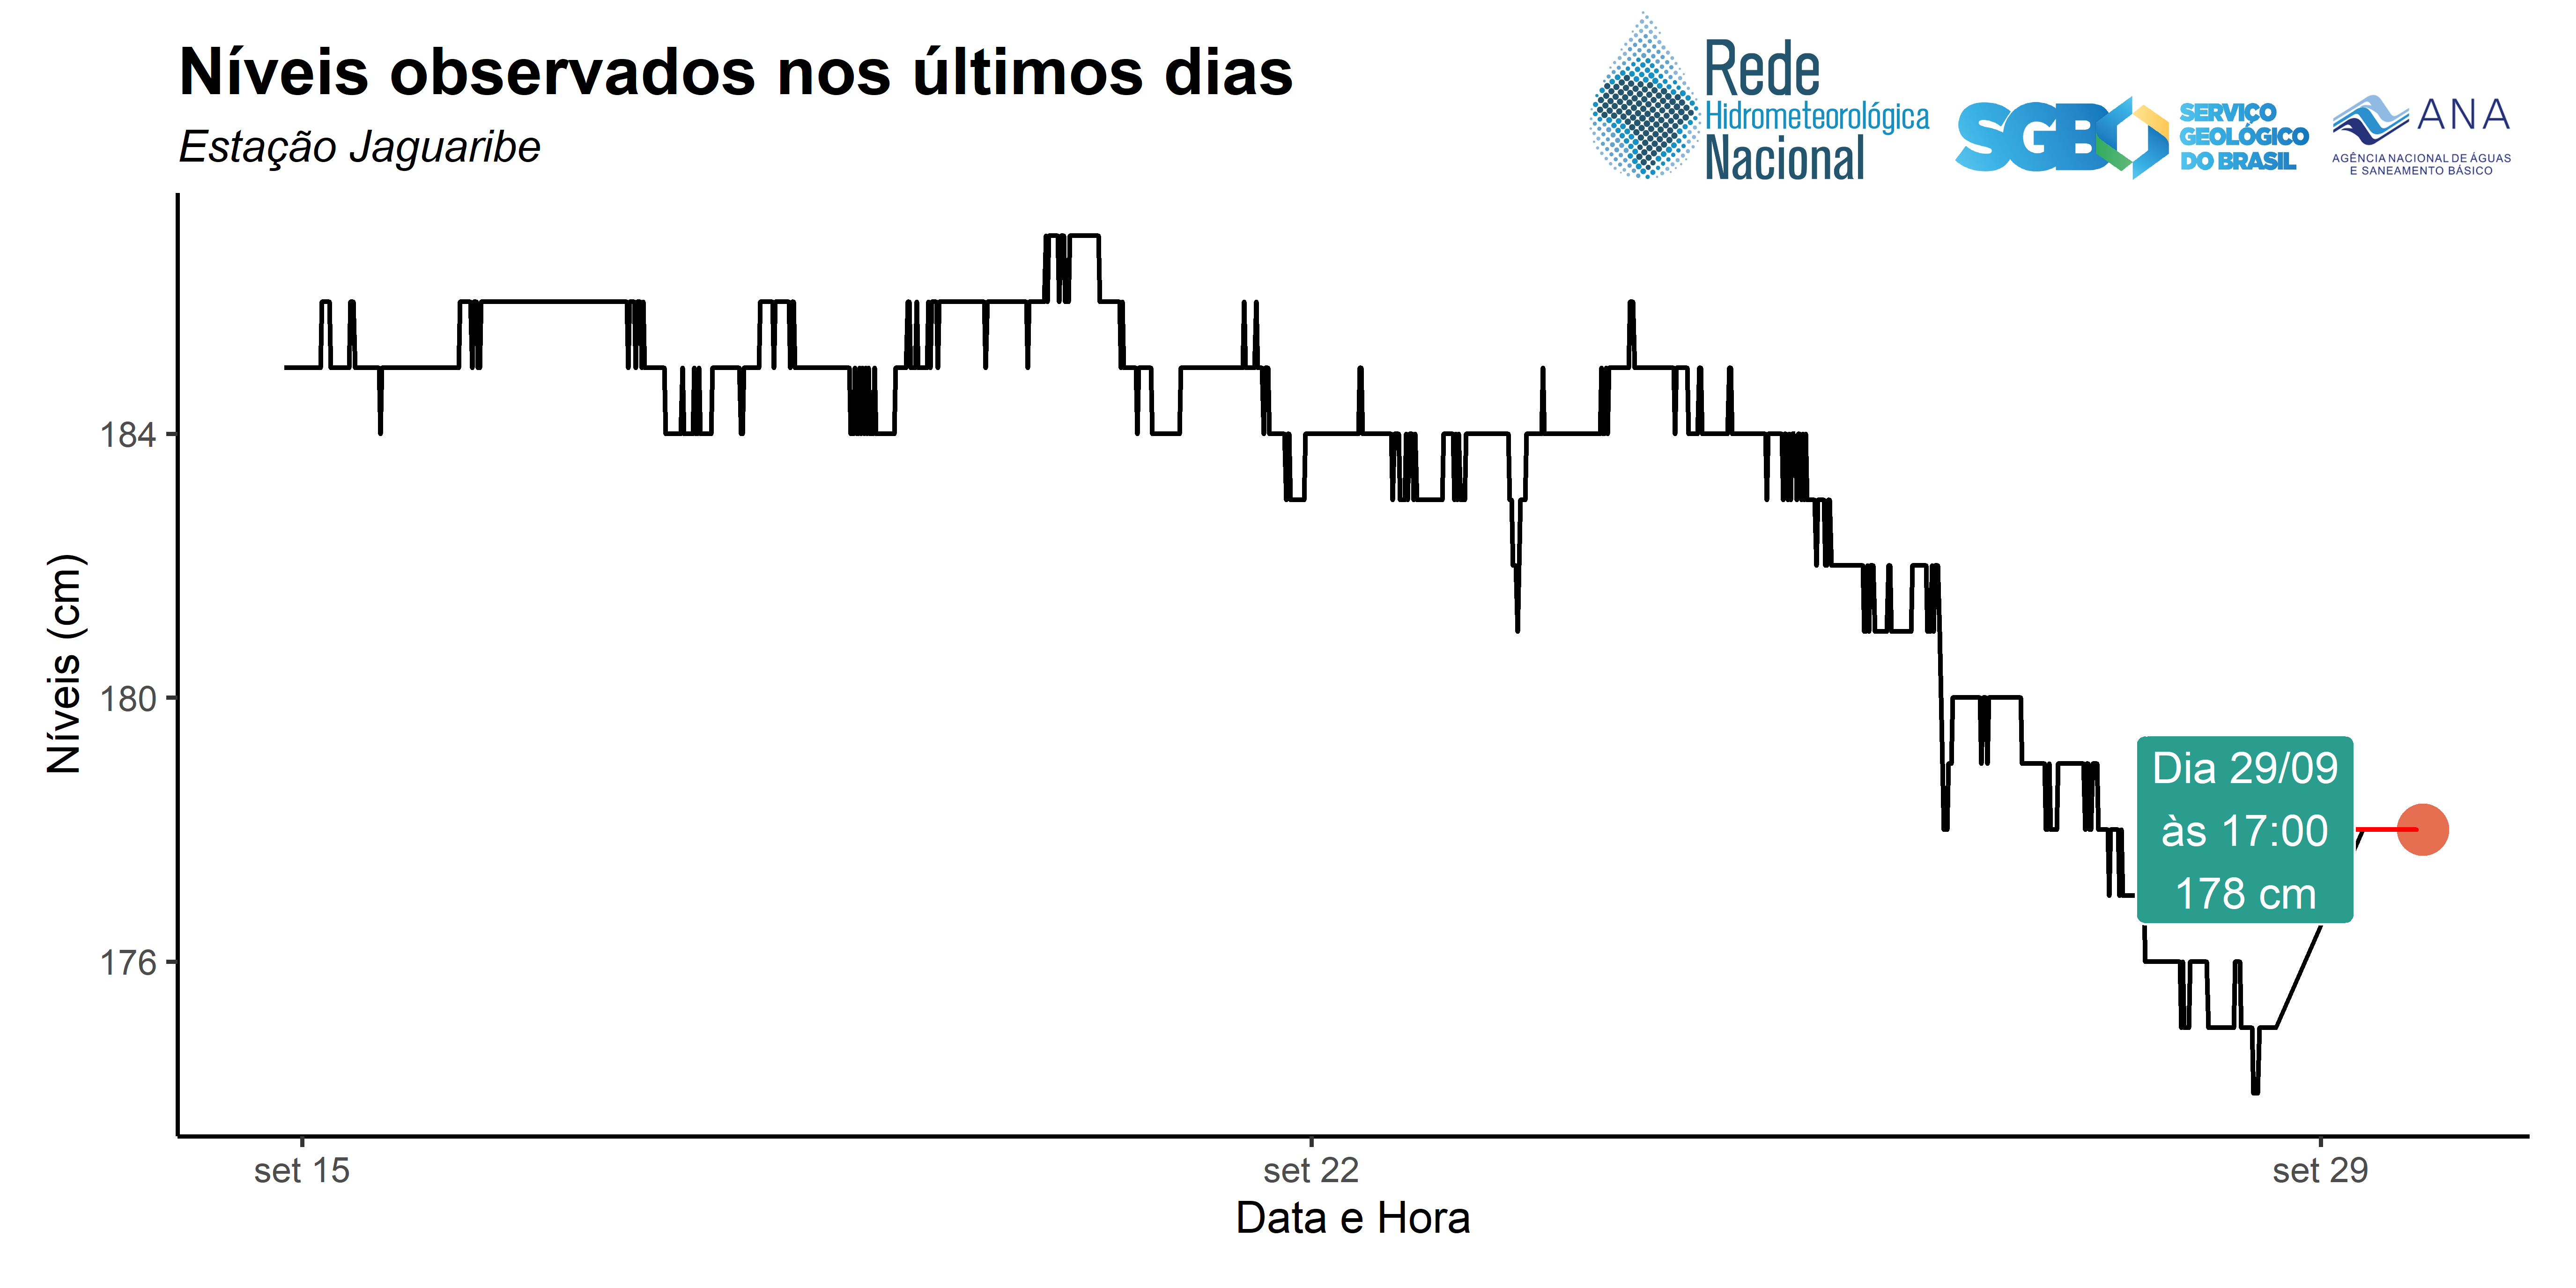 Níveis observados nos últimos dias
Estação Jaguaribe
Rede
Hidrometeorológica
Nacional
SGB
SERVIÇO
GEOLÓGICO
DO BRASIL
ANA
AGÊNCIA NACIONAL DE ÁGUAS
E SANEAMENTO BÁSICO
Níveis (cm)
184
180
176
Dia 29/09
às 17:00
178 cm
set 15
set 22
set 29
Data e Hora